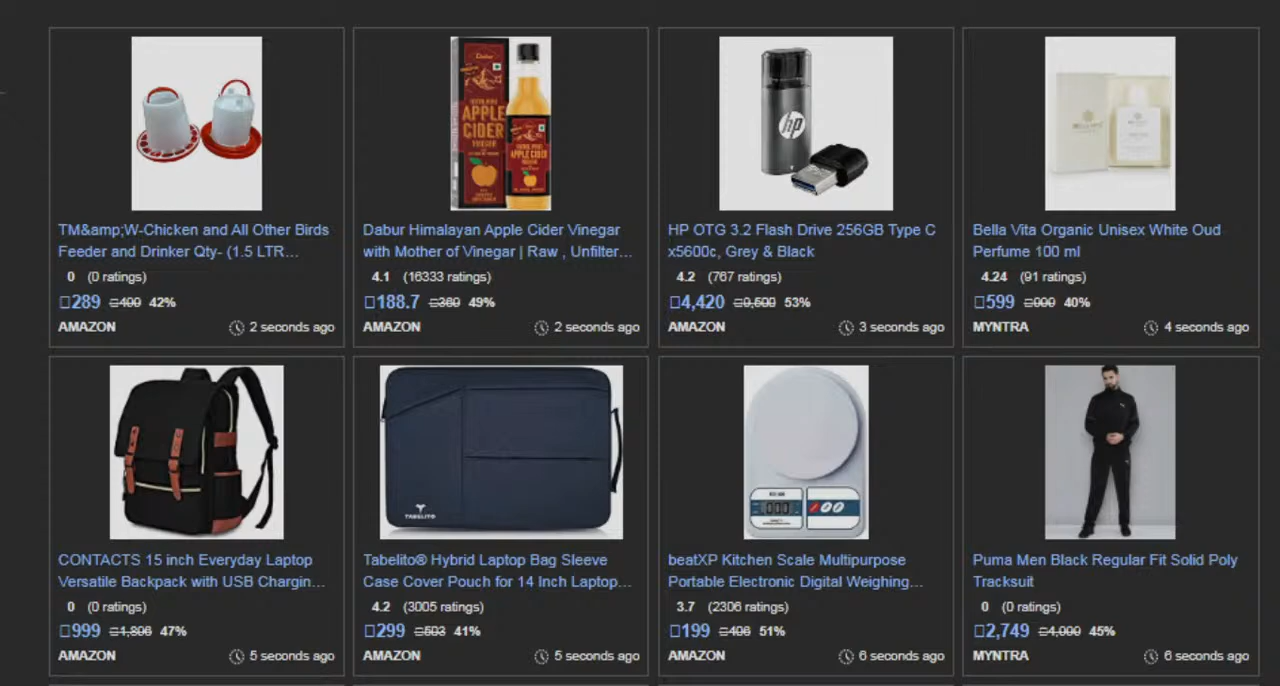 TM&amp;W-Chicken and All Other Birds
Feeder and Drinker Qty- (1.5 LTR...
0 (0 ratings)
289 42%
AMAZON 2 seconds ago
Dabur
APPLE
CIDER
VINEGAR
APPLE CIDER
Dabur Himalayan Apple Cider Vinegar
with Mother of Vinegar | Raw , Unfilter...
4.1 (16333 ratings)
188.7 49%
AMAZON 2 seconds ago
hp
HP OTG 3.2 Flash Drive 256GB Type C
x5600c, Grey & Black
4.2 (767 ratings)
4,420 53%
AMAZON 3 seconds ago
Bella Vita Organic Unisex White Oud
Perfume 100 ml
4.24 (91 ratings)
599 40%
MYNTRA 4 seconds ago
CONTACTS 15 inch Everyday Laptop
Versatile Backpack with USB Chargin...
0 (0 ratings)
999 47%
AMAZON 5 seconds ago
TABELITO
Tabelito® Hybrid Laptop Bag Sleeve
Case Cover Pouch for 14 Inch Laptop...
4.2 (3005 ratings)
299 41%
AMAZON 5 seconds ago
beatXP Kitchen Scale Multipurpose
Portable Electronic Digital Weighing...
3.7 (2306 ratings)
199 51%
AMAZON 6 seconds ago
Puma Men Black Regular Fit Solid Poly
Tracksuit
0 (0 ratings)
2,749 45%
MYNTRA 6 seconds ago